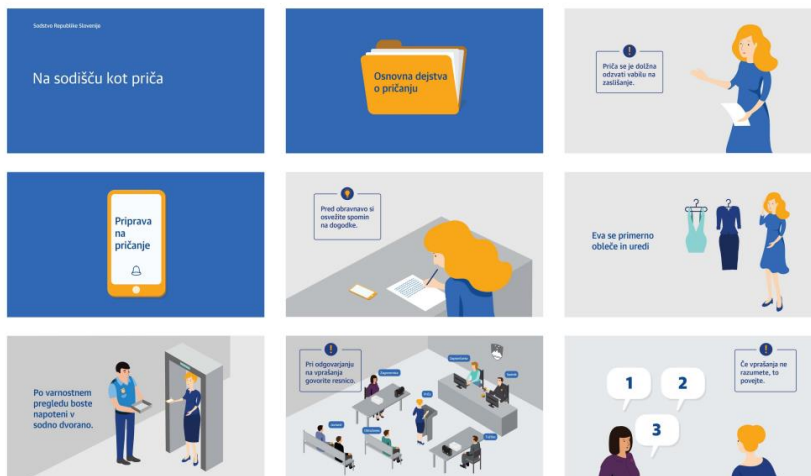 Sodstvo Republike Slovenije
Na sodišču kot priča
Osnovna dejstva
o pričanju
Priča se je dolžna
odzvati vabilu na
zaslišanje.
Priprava
na
pričanje
Pred obravnavo si
osvežite spomin
na dogodke.
Eva se primerno
obleče in uredi
Po varnostnem
pregledu boste
napoteni v
sodno dvorano.
Pri odgovarjanju
na vprašanja
govorite resnico.
1
2
3
Če vprašanja ne
razumete, to
povejte.